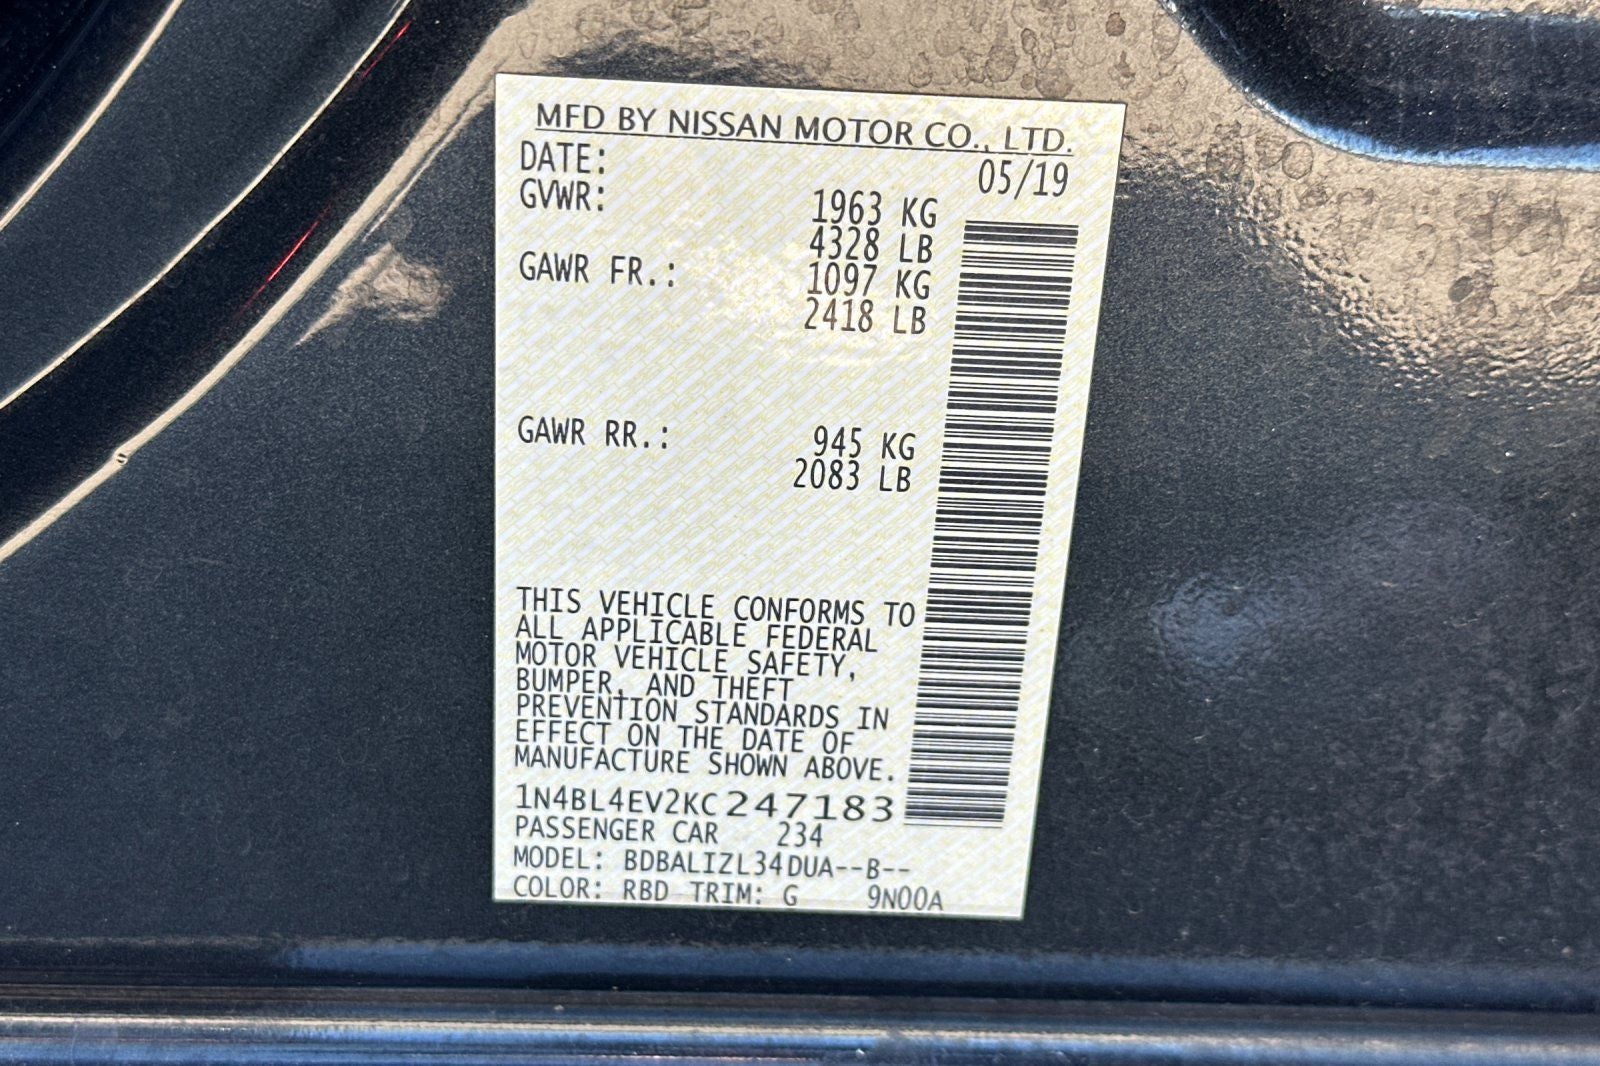 MFD BY NISSAN MOTOR CO., LTD.
DATE: 05/19
GVWR: 1963 KG
4328 LB
GAWR FR.: 1097 KG
2418 LB
GAWR RR.: 945 KG
2083 LB
THIS VEHICLE CONFORMS TO
ALL APPLICABLE FEDERAL
MOTOR VEHICLE SAFETY,
BUMPER, AND THEFT
PREVENTION STANDARDS IN
EFFECT ON THE DATE OF
MANUFACTURE SHOWN ABOVE.
1N4BL4EV2KC247183
PASSENGER CAR 234
MODEL: BDBALIZL34DUA--B--
COLOR: RBD TRIM: G 9N00A